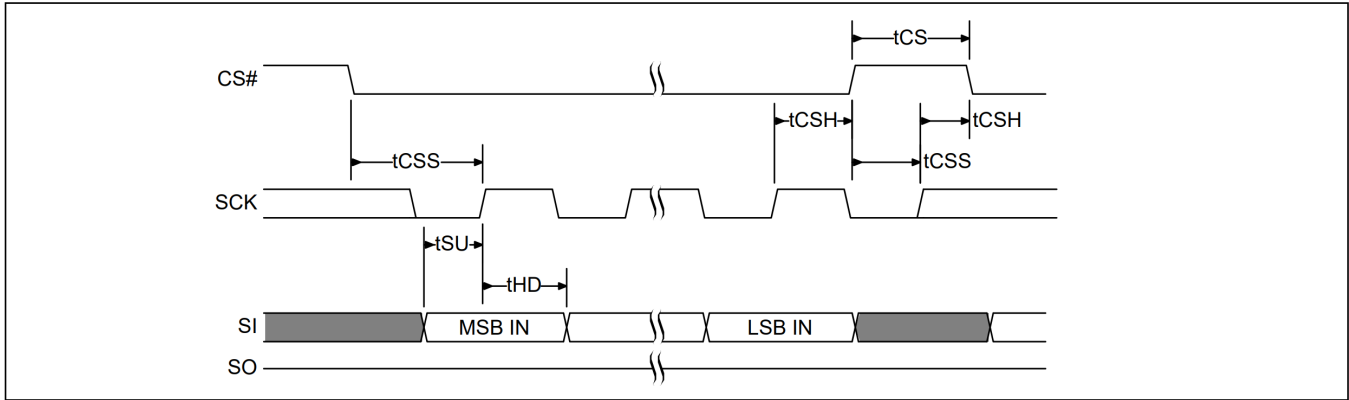 tCS
CS#
tCSH
tCSH
tCSS
tCSS
SCK
tSU
tHD
SI
MSB IN
LSB IN
SO